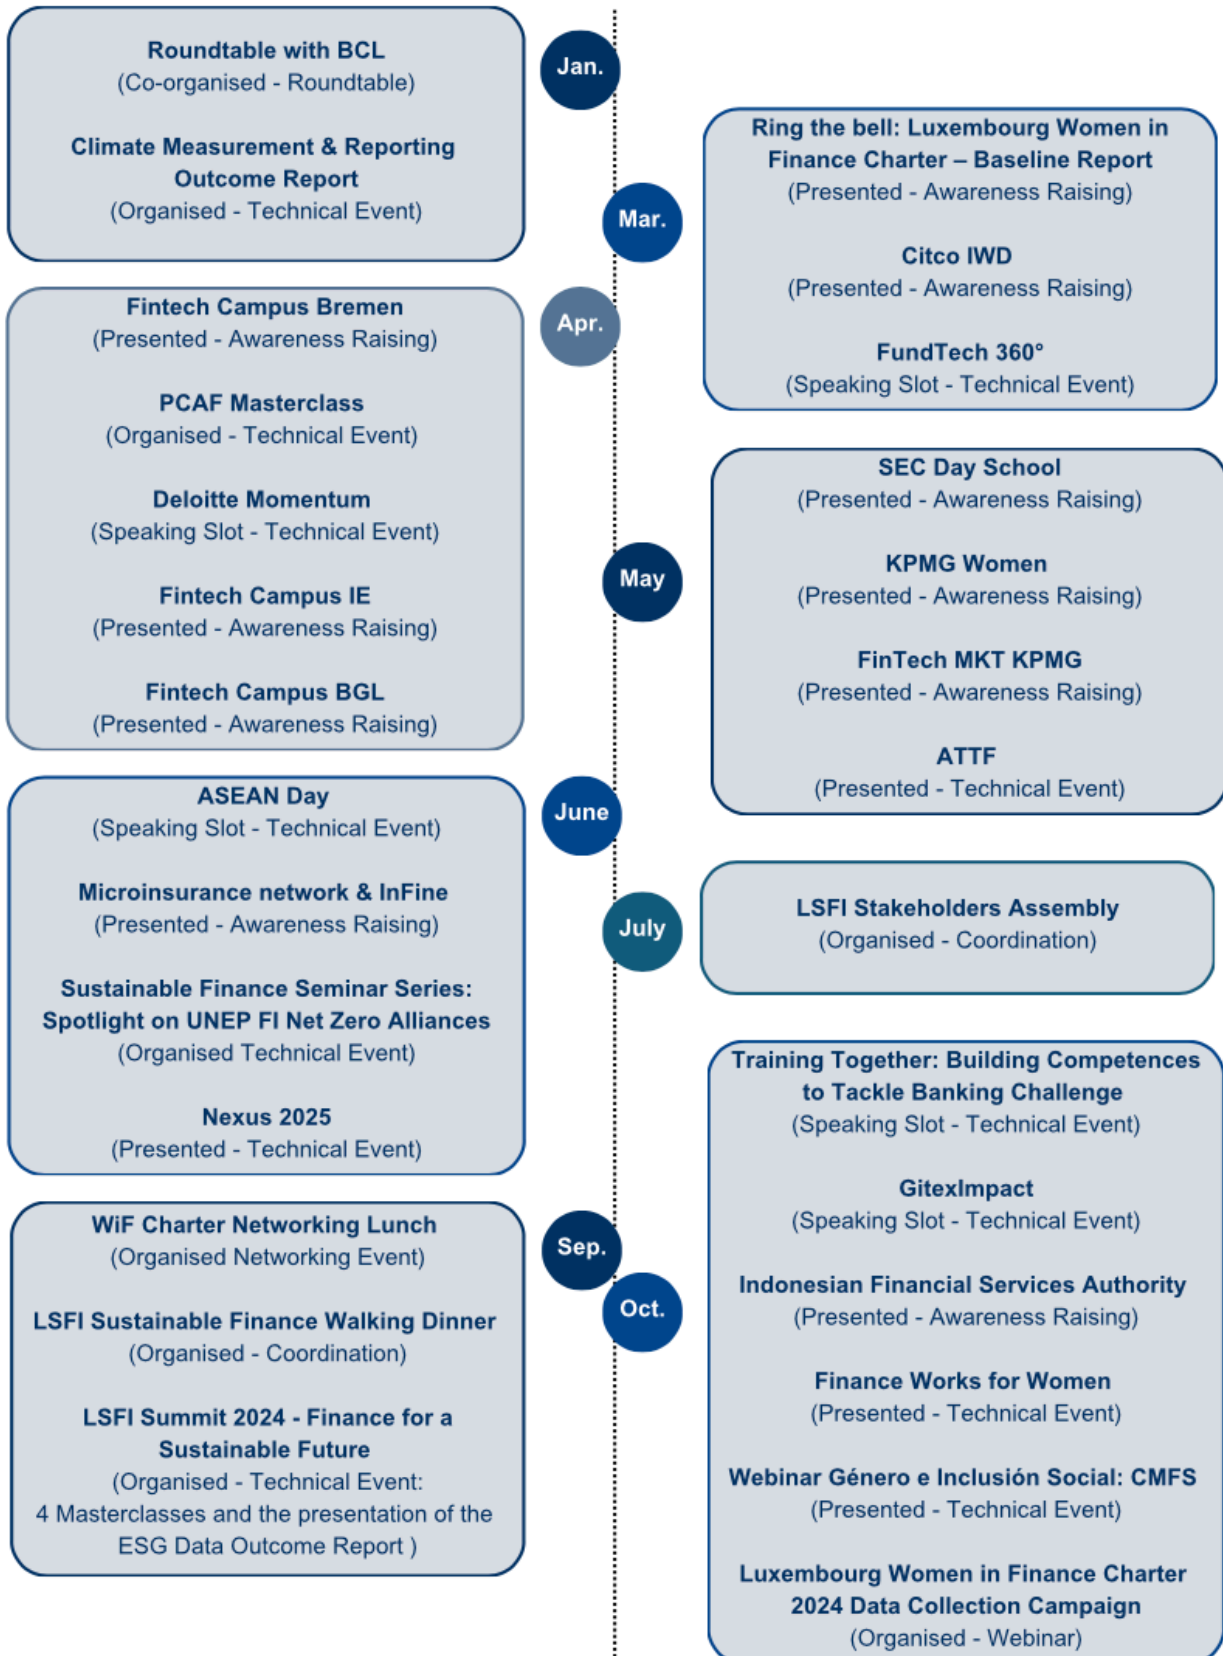 Jan.
Roundtable with BCL
(Co-organised - Roundtable)
Climate Measurement & Reporting
Outcome Report
(Organised - Technical Event)
Mar.
Ring the bell: Luxembourg Women in
Finance Charter – Baseline Report
(Presented - Awareness Raising)
Citco IWD
(Presented - Awareness Raising)
FundTech 360°
(Speaking Slot - Technical Event)
Apr.
Fintech Campus Bremen
(Presented - Awareness Raising)
PCAF Masterclass
(Organised - Technical Event)
Deloitte Momentum
(Speaking Slot - Technical Event)
Fintech Campus IE
(Presented - Awareness Raising)
Fintech Campus BGL
(Presented - Awareness Raising)
May
SEC Day School
(Presented - Awareness Raising)
KPMG Women
(Presented - Awareness Raising)
FinTech MKT KPMG
(Presented - Awareness Raising)
ATTF
(Presented - Technical Event)
June
ASEAN Day
(Speaking Slot - Technical Event)
Microinsurance network & InFine
(Presented - Awareness Raising)
Sustainable Finance Seminar Series:
Spotlight on UNEP FI Net Zero Alliances
(Organised Technical Event)
Nexus 2025
(Presented - Technical Event)
July
LSFI Stakeholders Assembly
(Organised - Coordination)
Sep.
WiF Charter Networking Lunch
(Organised Networking Event)
LSFI Sustainable Finance Walking Dinner
(Organised - Coordination)
LSFI Summit 2024 - Finance for a
Sustainable Future
(Organised - Technical Event:
4 Masterclasses and the presentation of the
ESG Data Outcome Report )
Oct.
Training Together: Building Competences
to Tackle Banking Challenge
(Speaking Slot - Technical Event)
GitexImpact
(Speaking Slot - Technical Event)
Indonesian Financial Services Authority
(Presented - Awareness Raising)
Finance Works for Women
(Presented - Technical Event)
Webinar Género e Inclusión Social: CMFS
(Presented - Technical Event)
Luxembourg Women in Finance Charter
2024 Data Collection Campaign
(Organised - Webinar)